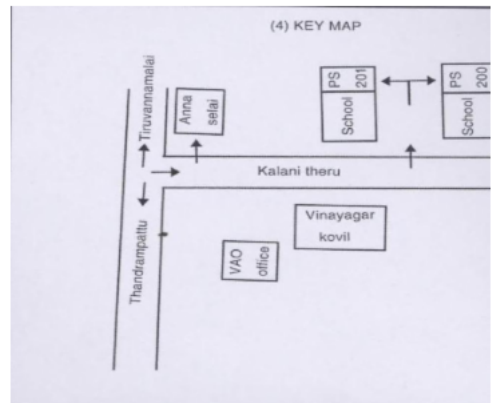 (4) KEY MAP
Tiruvannamalai
Anna
selai
PS
201
School
PS
200
School
Kalani theru
Vinayagar
kovil
VAO
office
Thandrampattu